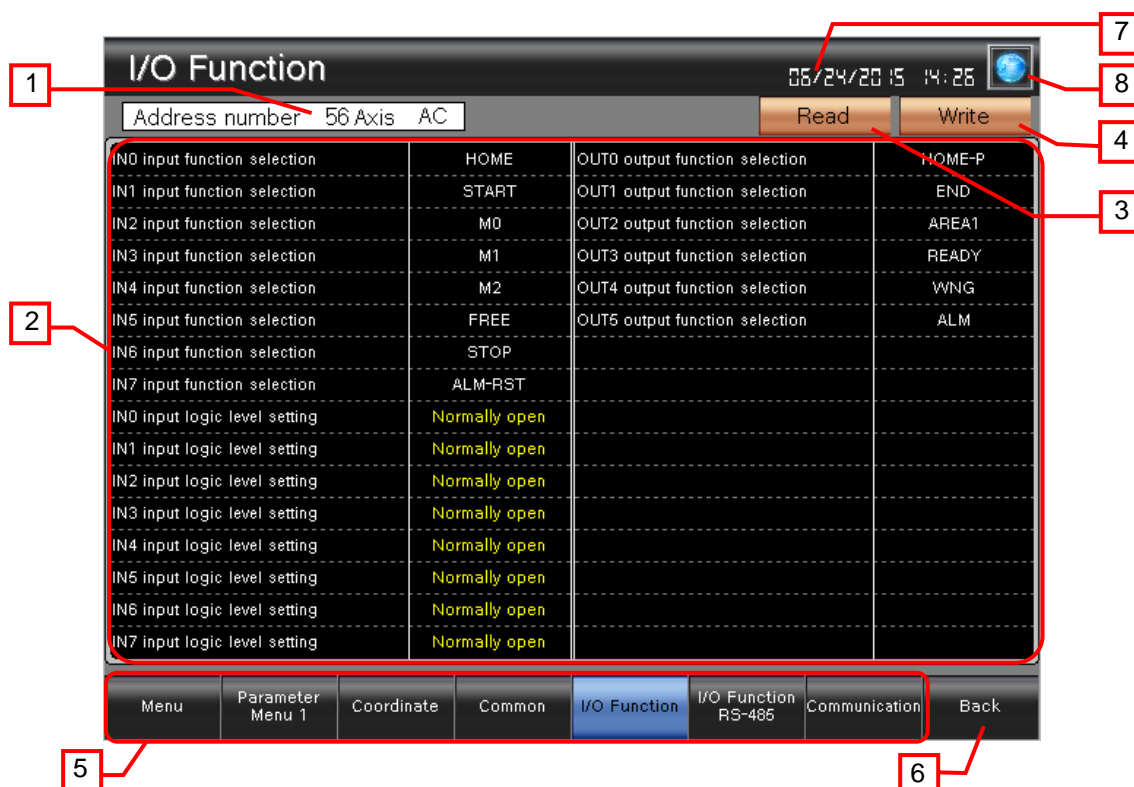 7
I/O Function
06/24/2015 14:26
8
1
Address number 56 Axis AC
Read
Write
4
IN0 input function selection HOME OUT0 output function selection HOME-P
IN1 input function selection START OUT1 output function selection END
3
IN2 input function selection M0 OUT2 output function selection AREA1
IN3 input function selection M1 OUT3 output function selection READY
IN4 input function selection M2 OUT4 output function selection WNG
2
IN5 input function selection FREE OUT5 output function selection ALM
IN6 input function selection STOP
IN7 input function selection ALM-RST
IN0 input logic level setting Normally open
IN1 input logic level setting Normally open
IN2 input logic level setting Normally open
IN3 input logic level setting Normally open
IN4 input logic level setting Normally open
IN5 input logic level setting Normally open
IN6 input logic level setting Normally open
IN7 input logic level setting Normally open
Menu
Parameter
Menu 1
Coordinate
Common
I/O Function
I/O Function
RS-485
Communication
Back
5
6